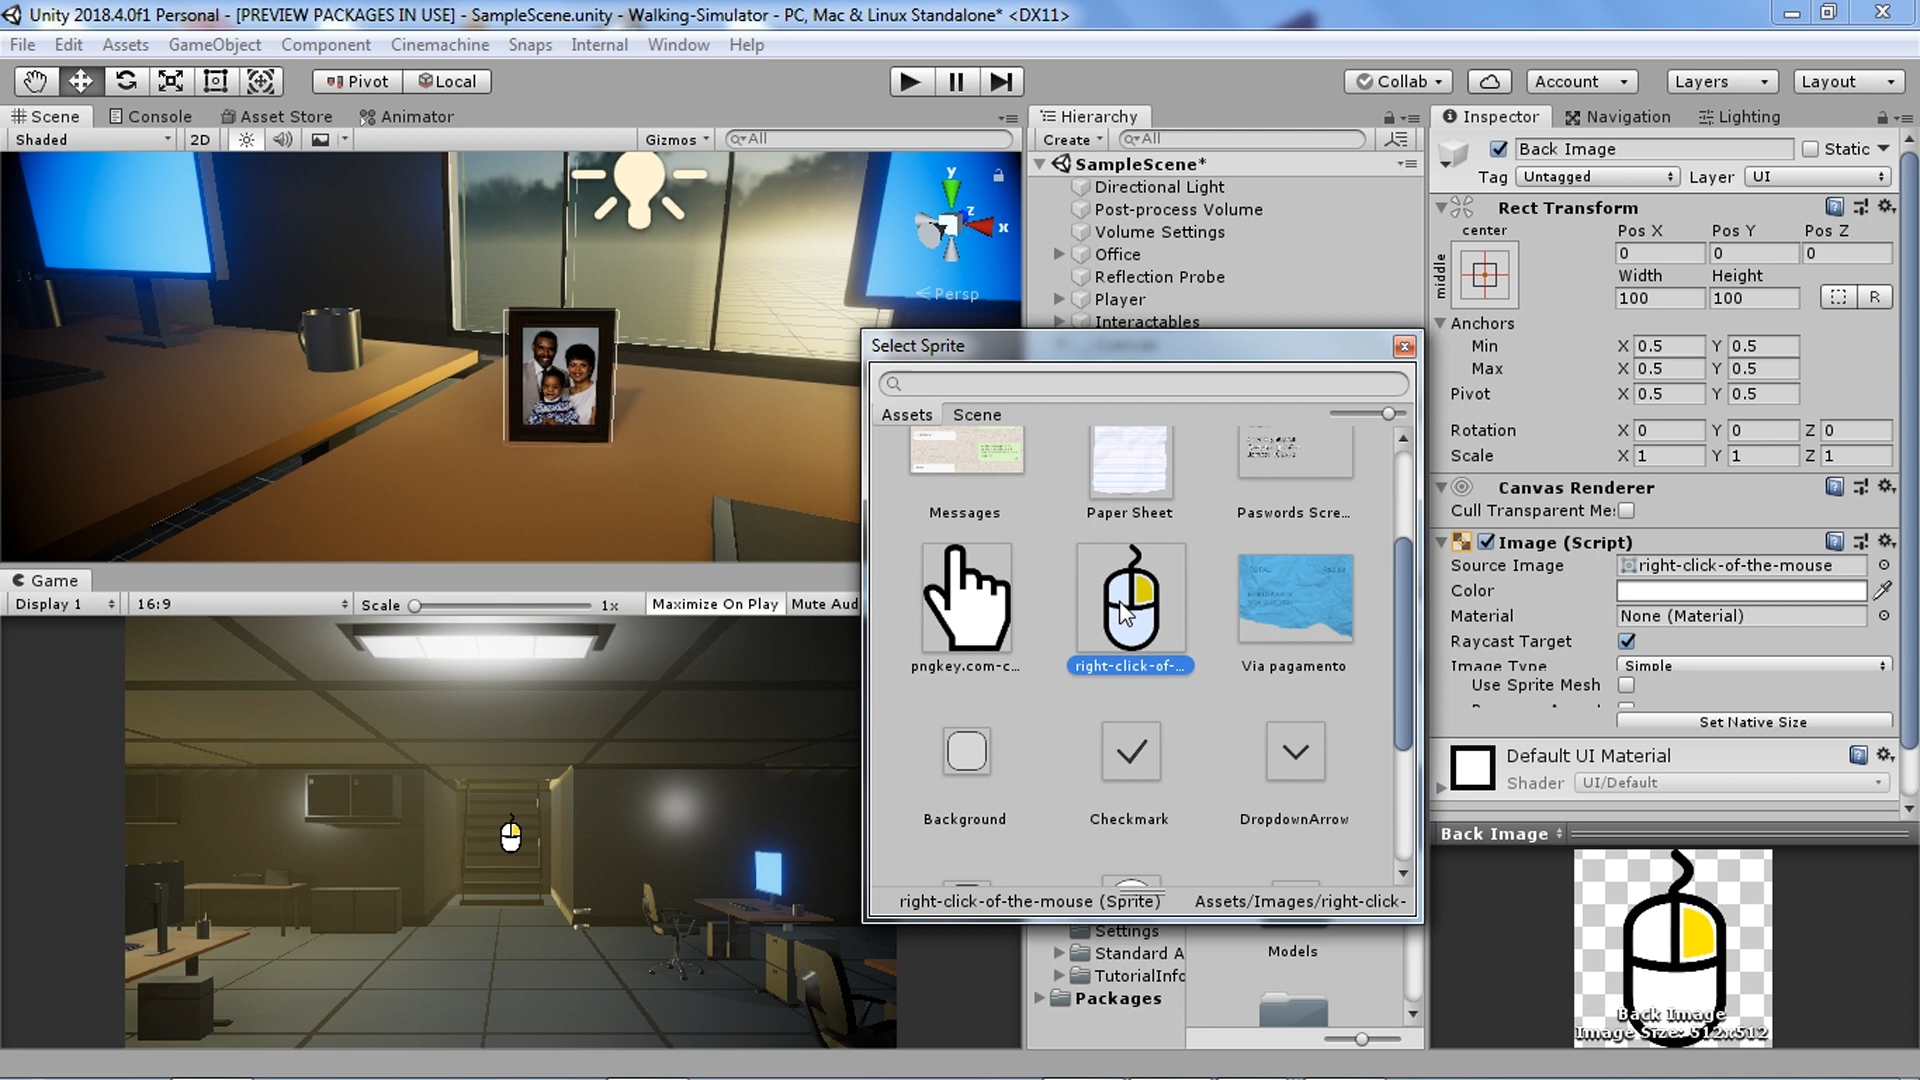 Unity 2018.4.0f1 Personal - [PREVIEW PACKAGES IN USE] - SampleScene.unity - Walking-Simulator - PC, Mac & Linux Standalone* <DX11>
File Edit Assets GameObject Component Cinemachine Snaps Internal Window Help
Pivot Local Collab Account Layers Layout
Scene Console Asset Store Animator
Shaded 2D Gizmos All
y
z
x
Persp
Hierarchy
Create All
SampleScene*
Directional Light
Post-process Volume
Volume Settings
Office
Reflection Probe
Player
Interactables
Inspector Navigation Lighting
Back Image Static
Tag Untagged Layer UI
Rect Transform
center
middle
Pos X Pos Y Pos Z
0 0 0
Width Height
100 100 R
Anchors
Min X 0.5 Y 0.5
Max X 0.5 Y 0.5
Pivot X 0.5 Y 0.5
Rotation X 0 Y 0 Z 0
Scale X 1 Y 1 Z 1
Canvas Renderer
Cull Transparent Me:
Image (Script)
Source Image right-click-of-the-mouse
Color
Material None (Material)
Raycast Target
Image Type Simple
Use Sprite Mesh
Set Native Size
Default UI Material
Shader UI/Default
Back Image
Back Image
Image Size: 512x512
Select Sprite
Assets Scene
Messages Paper Sheet Paswords Scre...
TOTAL
pngkey.com-c... right-click-of-... Via pagamento
Background Checkmark DropdownArrow
right-click-of-the-mouse (Sprite) Assets/Images/right-click-
Settings
Standard A
TutorialInfo
Packages
Models
Game
Display 1 16:9 Scale 1x Maximize On Play Mute Aud